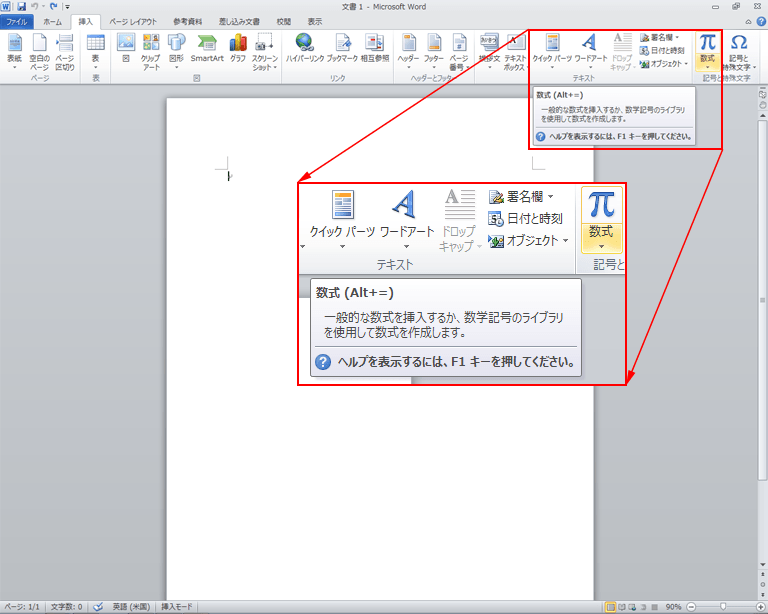 文書 1 - Microsoft Word
ファイル ホーム 挿入 ページ レイアウト 参考資料 差し込み文書 校閲 表示
表紙 空白の ページ ページ 区切り
ページ
表
表
図 クリップ アート 図形 SmartArt グラフ スクリーン ショット
図
ハイパーリンク ブックマーク 相互参照
リンク
ヘッダー フッター ページ 番号
ヘッダーとフッター
テキスト ボックス クイック パーツ ワードアート ドロップ キャップ
署名欄
日付と時刻
オブジェクト
テキスト
数式 記号と 特殊文字
記号と特殊文字
数式 (Alt+=)
一般的な数式を挿入するか、数学記号のライブラリ
を使用して数式を作成します。
ヘルプを表示するには、F1 キーを押してください。
クイック パーツ ワードアート ドロップ キャップ
署名欄
日付と時刻
オブジェクト
数式
テキスト
記号と
数式 (Alt+=)
一般的な数式を挿入するか、数学記号のライブラリ
を使用して数式を作成します。
ヘルプを表示するには、F1 キーを押してください。
ページ: 1/1 文字数: 0 英語 (米国) 挿入モード 90%